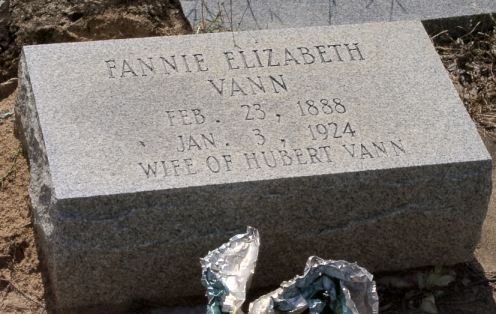 FANNIE ELIZABETH
VANN
FEB. 23, 1888
JAN. 3, 1924
WIFE OF HUBERT VANN